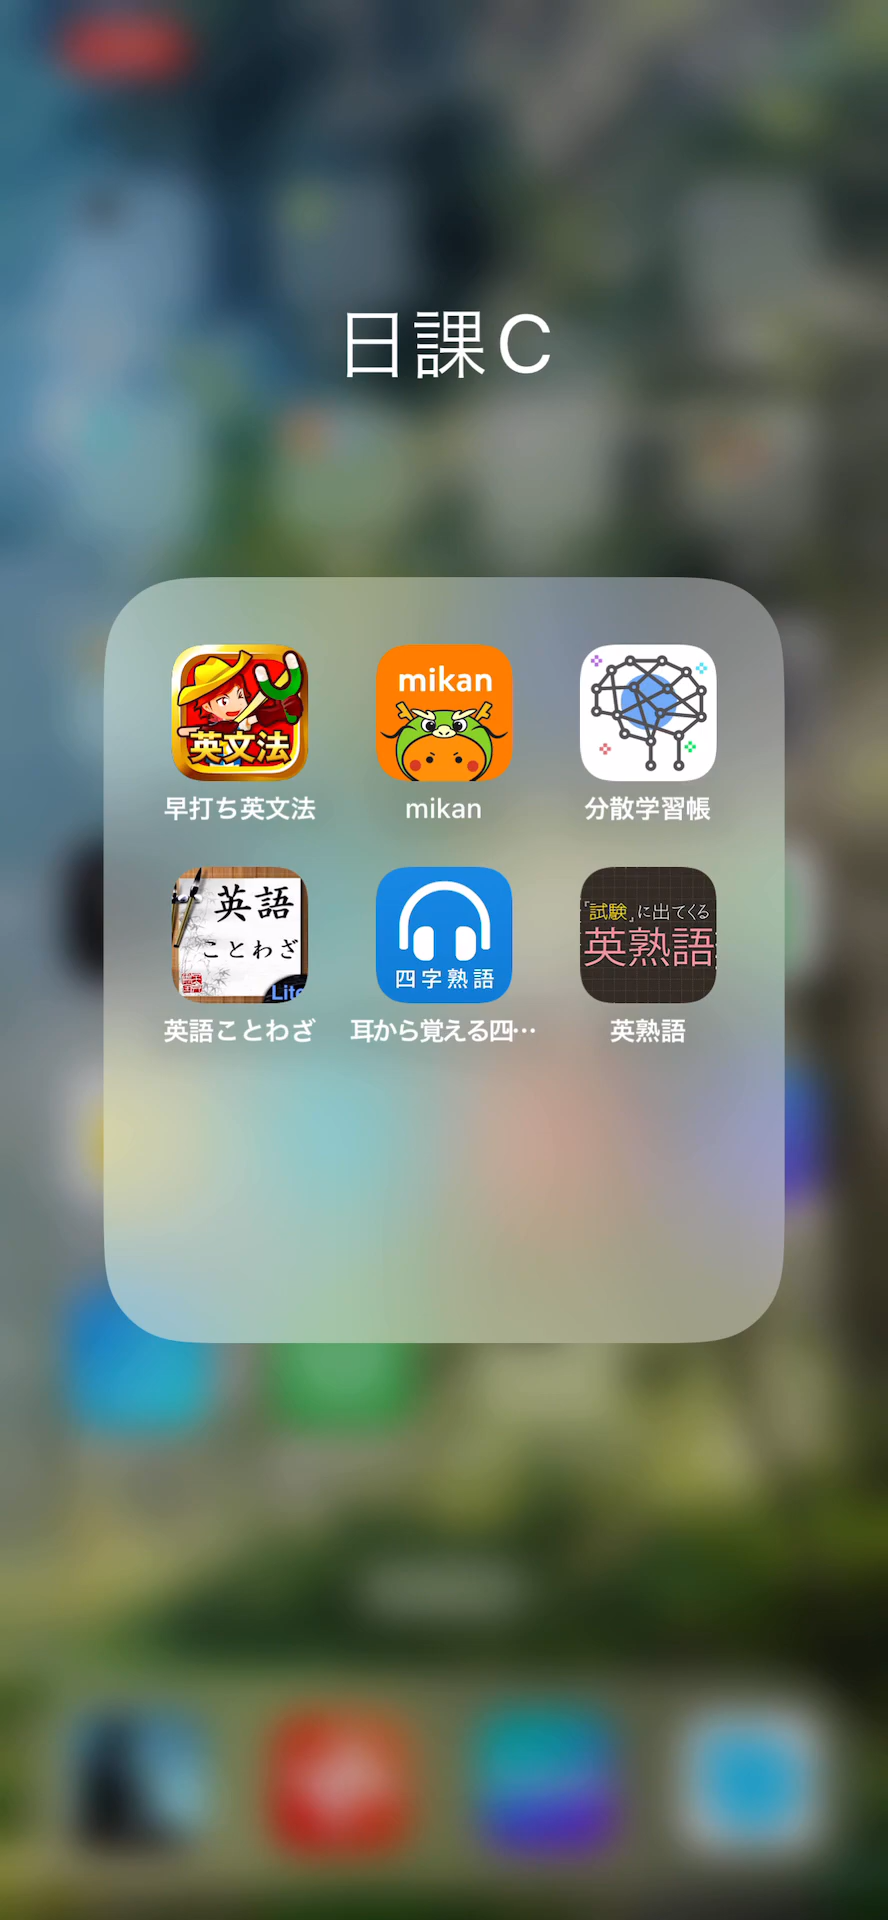 日課C
英文法
mikan
早打ち英文法
mikan
分散学習帳
英語
ことわざ
Lite
四字熟語
「試験」に出てくる
英熟語
英語ことわざ
耳から覚える四…
英熟語